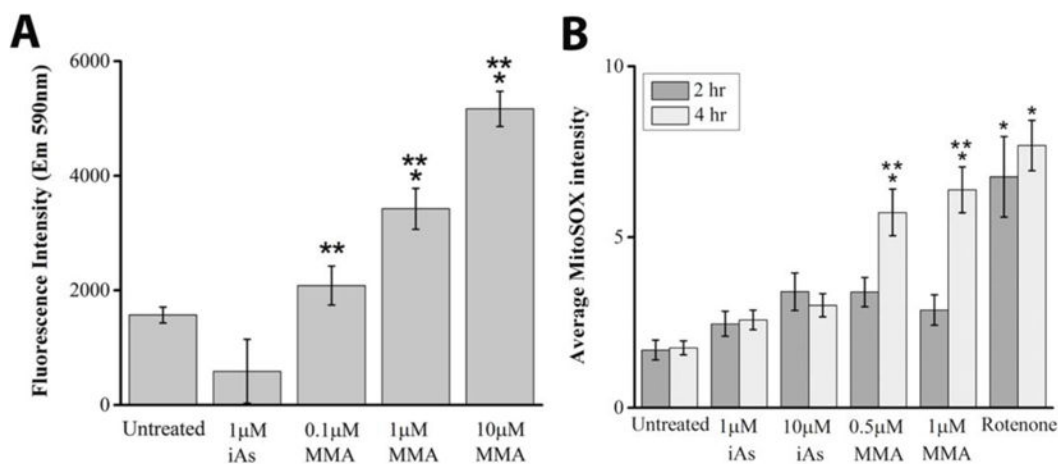 A
Fluorescence Intensity (Em 590nm)
6000
4000
2000
0
**
*
**
*
**
*
Untreated
1μM
iAs
0.1μM
MMA
1μM
MMA
10μM
MMA
B
Average MitoSOX intensity
10
5
0
2 hr
4 hr
**
*
**
*
*
*
Untreated
1μM
iAs
10μM
iAs
0.5μM
MMA
1μM
MMA
Rotenone